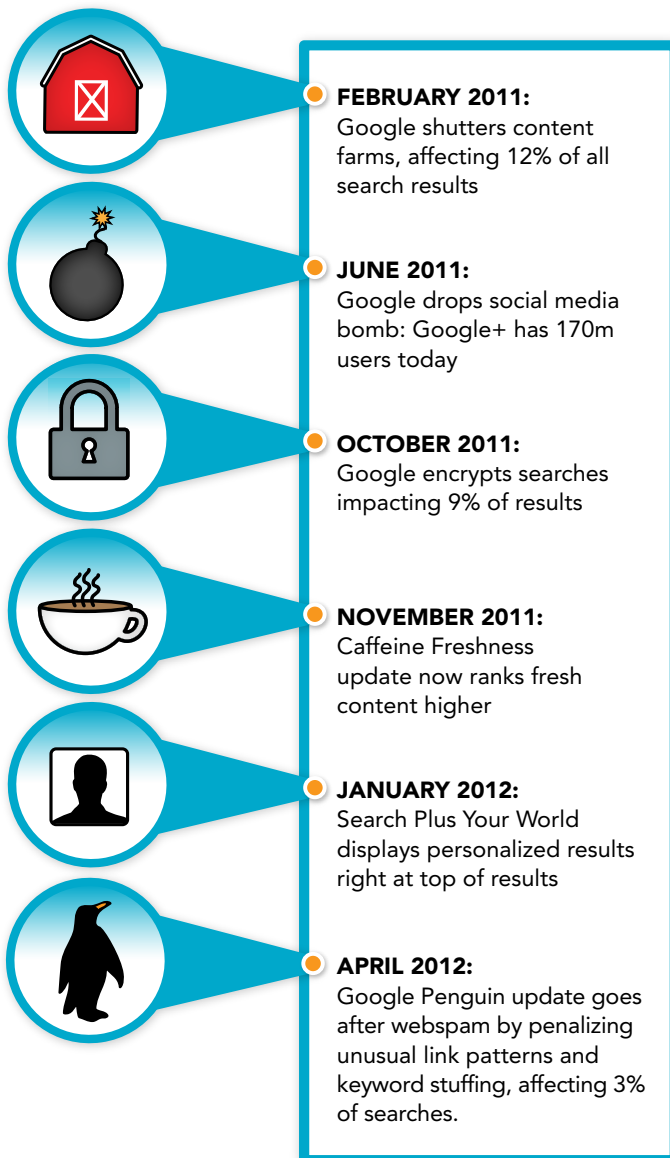 FEBRUARY 2011:
Google shutters content
farms, affecting 12% of all
search results
JUNE 2011:
Google drops social media
bomb: Google+ has 170m
users today
OCTOBER 2011:
Google encrypts searches
impacting 9% of results
NOVEMBER 2011:
Caffeine Freshness
update now ranks fresh
content higher
JANUARY 2012:
Search Plus Your World
displays personalized results
right at top of results
APRIL 2012:
Google Penguin update goes
after webspam by penalizing
unusual link patterns and
keyword stuffing, affecting 3%
of searches.